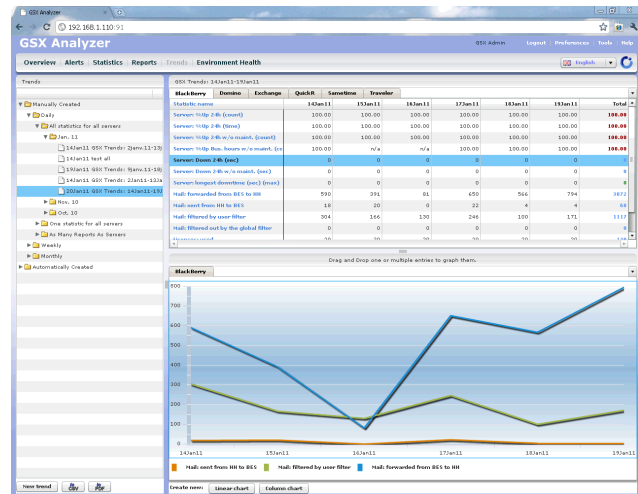 GSX Analyzer
192.168.1.110:91
GSX Analyzer
GSX Admin Logout Preferences Tools Help
Overview Alerts Statistics Reports Trends Environment Health English
Trends
GSX Trends: 14Jan11-19Jan11
BlackBerry Domino Exchange QuickR Sametime Traveler
Statistic name 14Jan11 15Jan11 16Jan11 17Jan11 18Jan11 19Jan11 Total
Server: %Up 24h (count) 100.00 100.00 100.00 100.00 100.00 100.00 100.00
Server: %Up 24h (time) 100.00 100.00 100.00 100.00 100.00 100.00 100.00
Server: %Up 24h w/o maint. (count) 100.00 100.00 100.00 100.00 100.00 100.00 100.00
Server: %Up Bus. hours w/o maint. (co 100.00 n/a n/a 100.00 100.00 100.00 100.00
Server: Down 24h (sec) 0 0 0 0 0 0 0
Server: Down 24h w/o maint. (sec) 0 0 0 0 0 0 0
Server: longest downtime (sec) (max) 0 0 0 0 0 0 0
Mail: forwarded from BES to HH 590 391 81 650 566 794 3072
Mail: sent from HH to BES 18 20 0 22 4 4 68
Mail: filtered by user filter 304 166 130 246 100 171 1117
Mail: filtered out by the global filter 0 0 0 0 0 0 0
Manually Created
Daily
All statistics for all servers
Jan, 11
14Jan11 GSX Trends: 2janv.11-13j
14Jan11 test all
19Jan11 GSX Trends: 9janv.11-18j
14Jan11 GSX Trends: 2Jan11-13Ja
20Jan11 GSX Trends: 14Jan11-19J
Nov, 10
Oct, 10
One statistic for all servers
As Many Reports As Servers
Weekly
Monthly
Automatically Created
Drag and Drop one or multiple entries to graph them.
BlackBerry
800
700
600
500
400
300
200
100
0
14Jan11 15Jan11 16Jan11 17Jan11 18Jan11 19Jan11
Mail: sent from HH to BES Mail: filtered by user filter Mail: forwarded from BES to HH
New trend CSV PDF
Create new: Linear chart Column chart